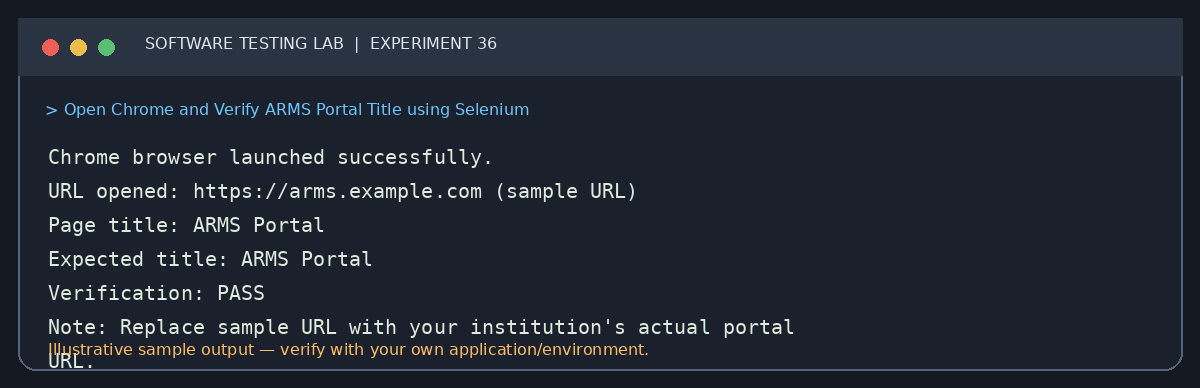 SOFTWARE TESTING LAB | EXPERIMENT 36
> Open Chrome and Verify ARMS Portal Title using Selenium
Chrome browser launched successfully.
URL opened: https://arms.example.com (sample URL)
Page title: ARMS Portal
Expected title: ARMS Portal
Verification: PASS
Note: Replace sample URL with your institution's actual portal
Illustrative sample output — verify with your own application/environment.
URL.